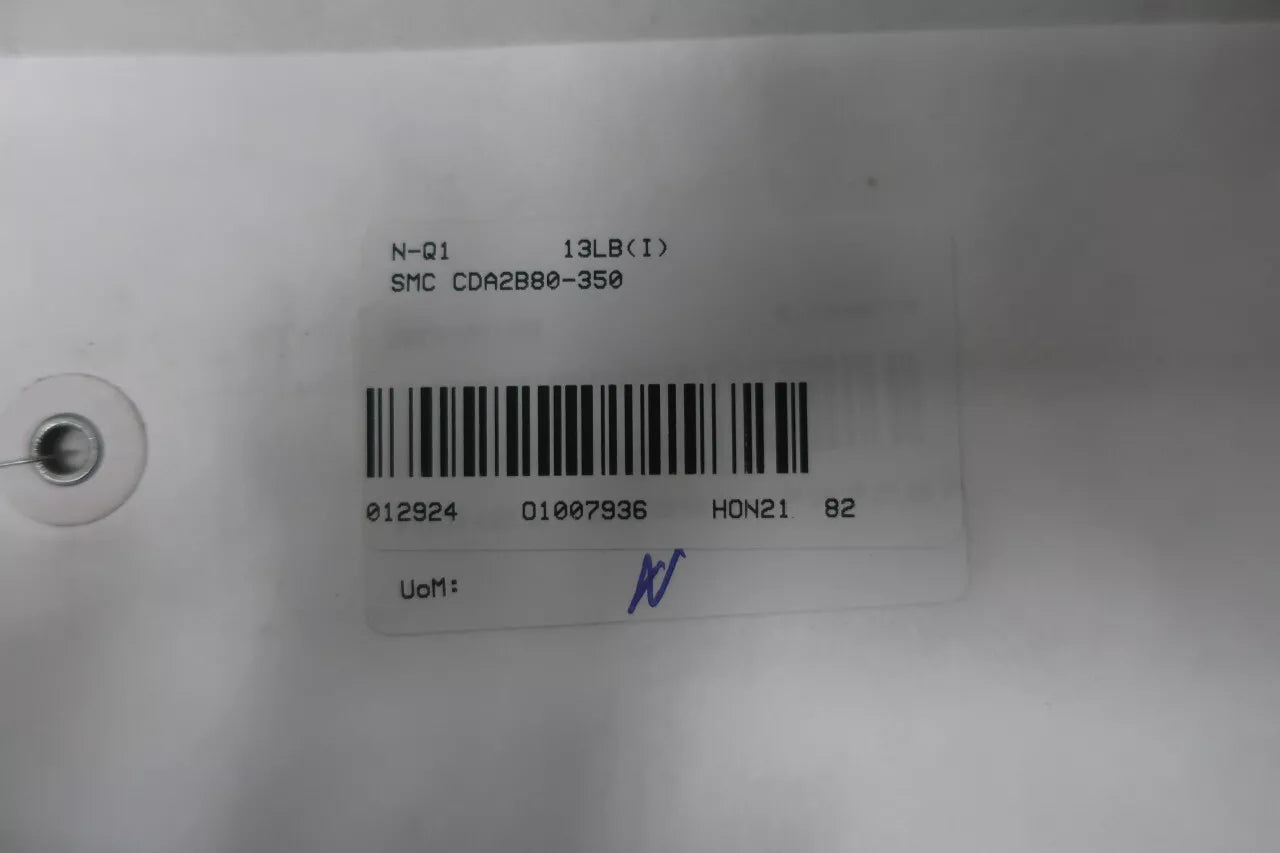 N-Q1 13LB(I)
SMC CDA2B80-350
012924 01007936 HON21 82
UoM:
N